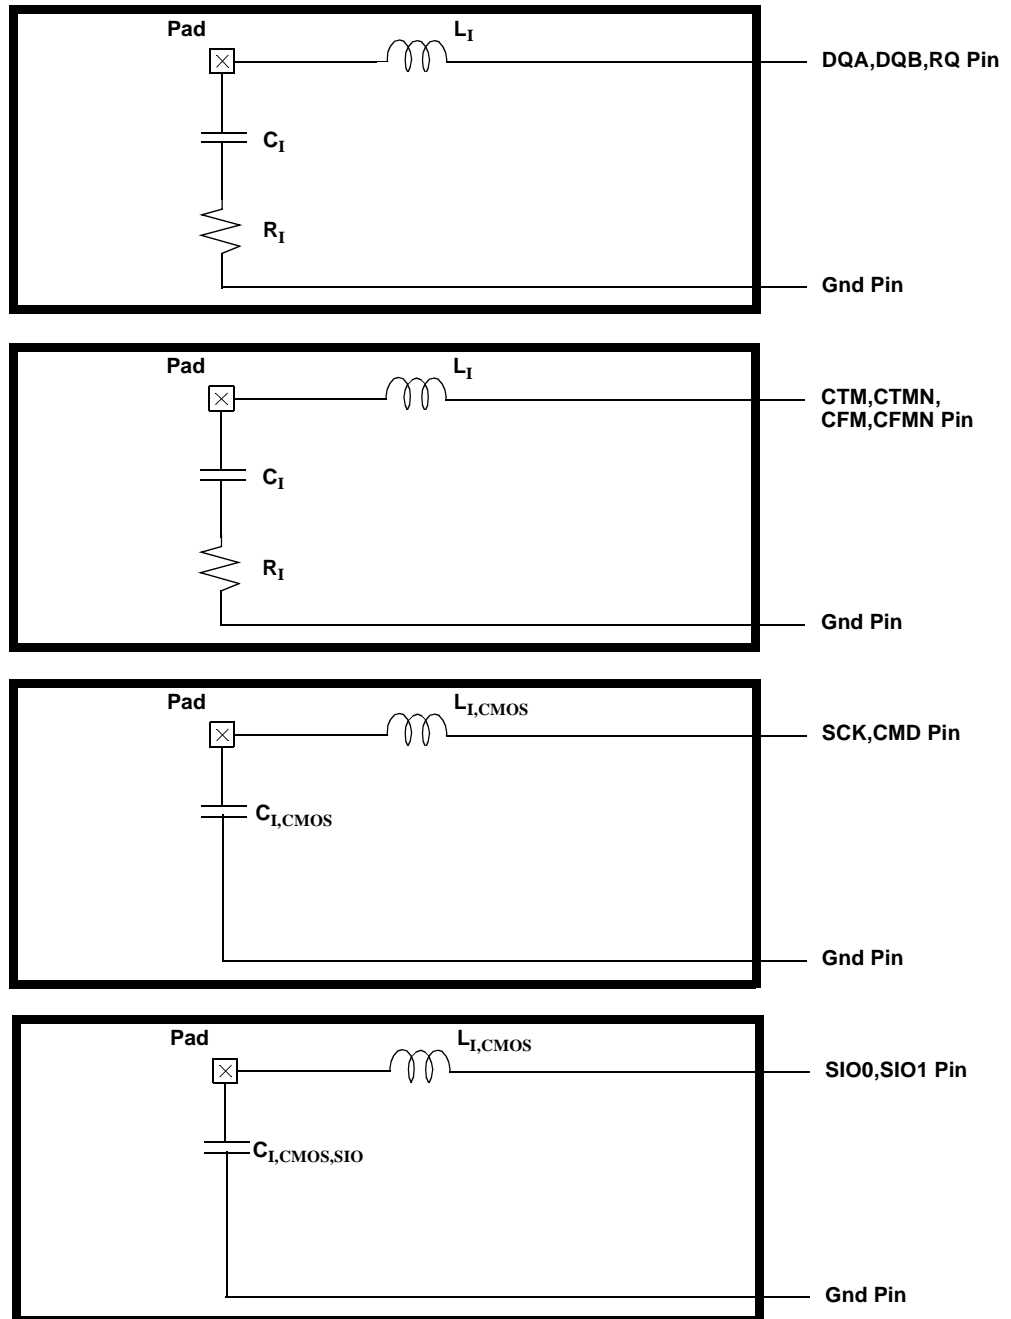 Pad
L_I
DQA,DQB,RQ Pin
C_I
R_I
Gnd Pin
Pad
L_I
CTM,CTMN,
CFM,CFMN Pin
C_I
R_I
Gnd Pin
Pad
L_I,CMOS
SCK,CMD Pin
C_I,CMOS
Gnd Pin
Pad
L_I,CMOS
SIO0,SIO1 Pin
C_I,CMOS,SIO
Gnd Pin